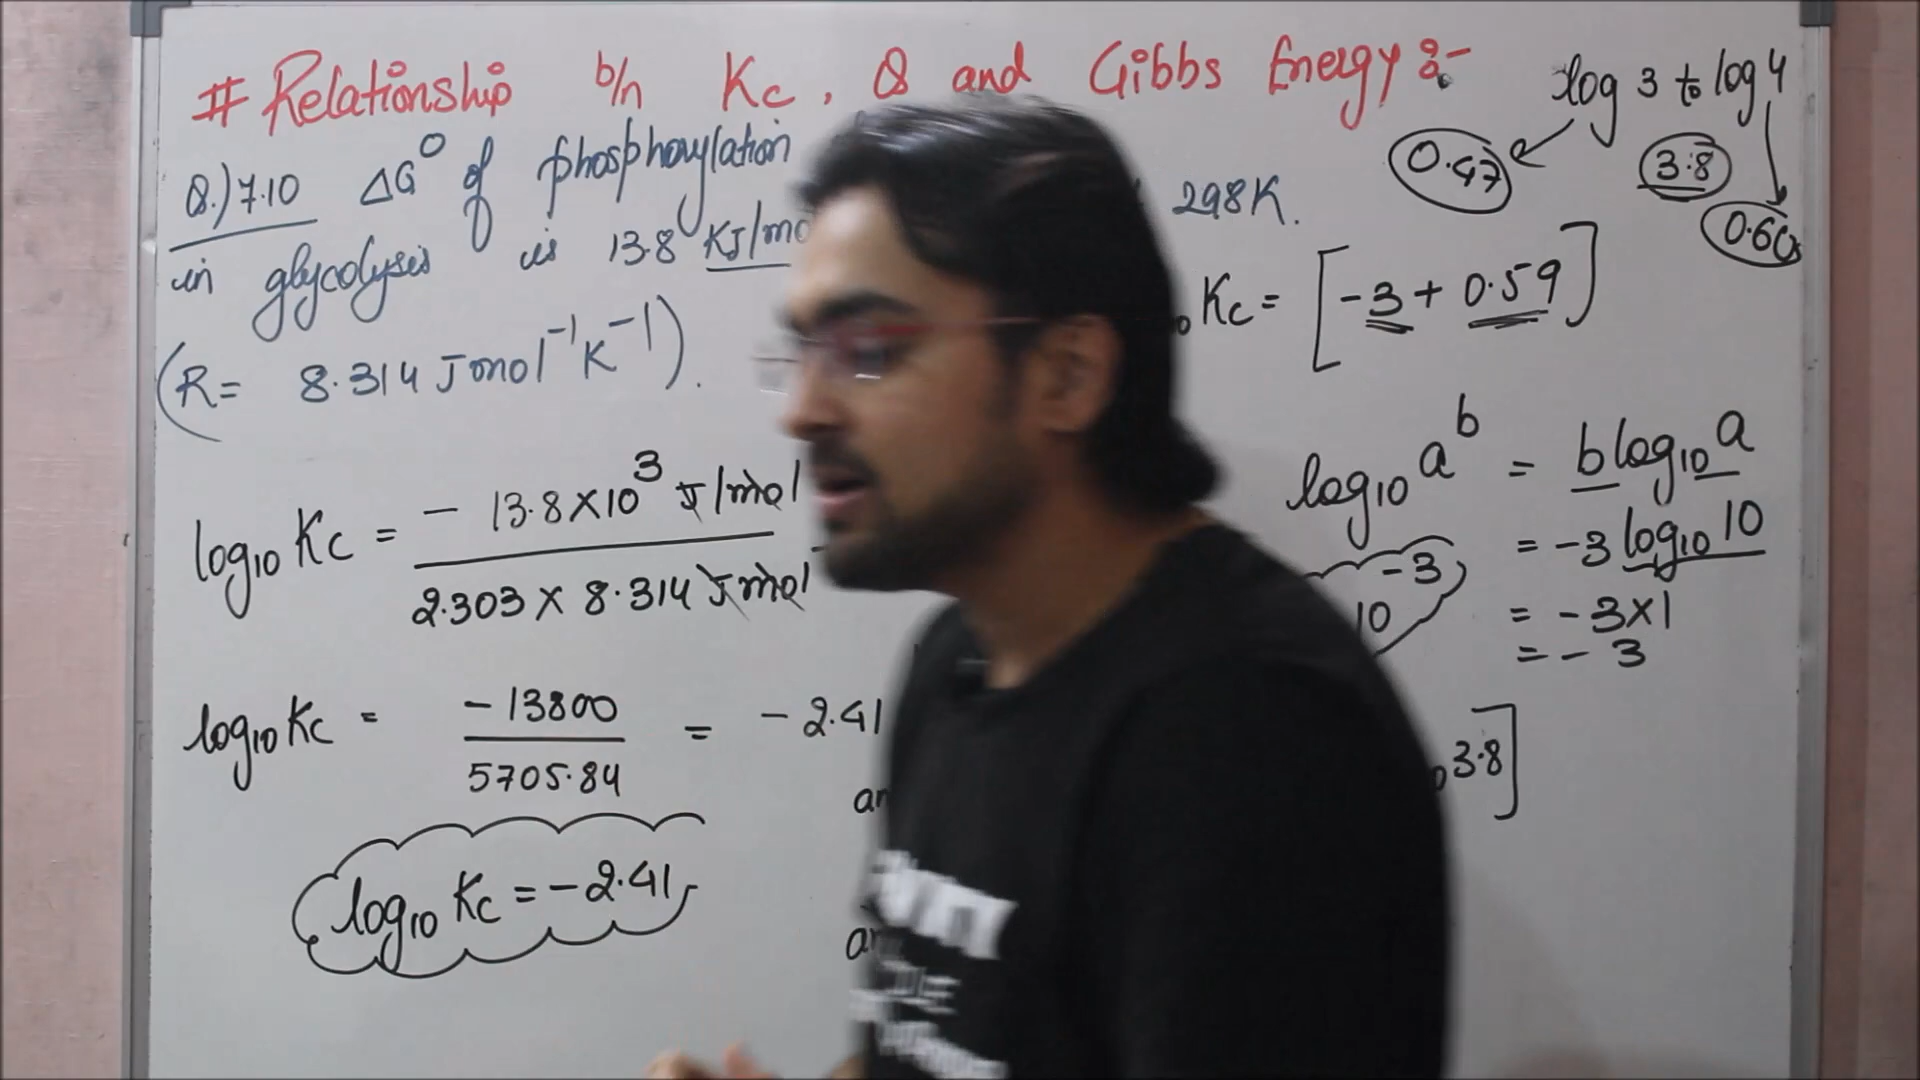 # Relationship b/n Kc, Q and Gibbs Energy :-
Q.) 7.10 ΔG° of phosphorylation
in glycolysis is 13.8 KJ/mo
298K.
(R= 8.314 J mol⁻¹ K⁻¹).
log₁₀ Kc = - 13.8×10³ J/mol
2.303 × 8.314 J mol
log₁₀ Kc = - 13800 = - 2.41
5705.84
log₁₀ Kc = - 2.41
log 3 to log 4
0.47 3.8
0.60
Kc = [-3 + 0.59]
log₁₀ aᵇ = b log₁₀ a
= -3 log₁₀ 10
10⁻³
= -3×1
= - 3
3.8]